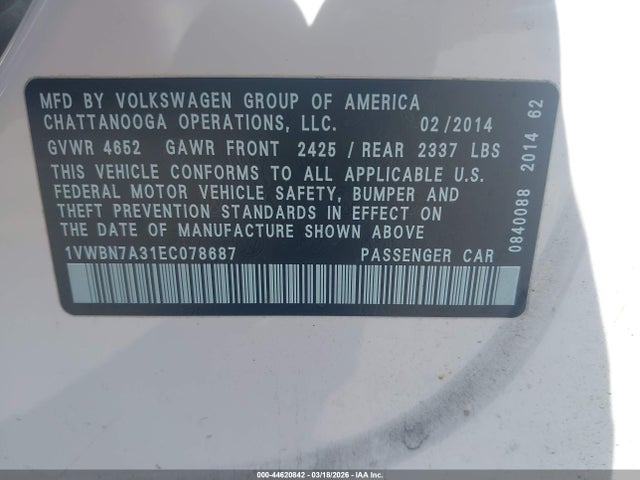 MFD BY VOLKSWAGEN GROUP OF AMERICA
CHATTANOOGA OPERATIONS, LLC. 02/2014
GVWR 4652 GAWR FRONT 2425 / REAR 2337 LBS
THIS VEHICLE CONFORMS TO ALL APPLICABLE U.S.
FEDERAL MOTOR VEHICLE SAFETY, BUMPER AND
THEFT PREVENTION STANDARDS IN EFFECT ON
THE DATE OF MANUFACTURE SHOWN ABOVE
1VWBN7A31EC078687 PASSENGER CAR
0840088 2014 62
000-44620842 - 03/18/2026 - IAA Inc.